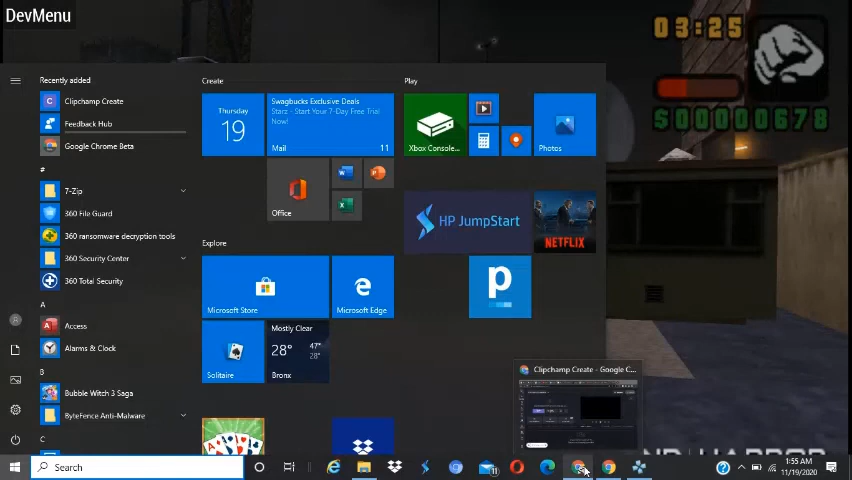 DevMenu
03:25
$00000678
Recently added
Clipchamp Create
Feedback Hub
Google Chrome Beta
#
7-Zip
360 File Guard
360 ransomware decryption tools
360 Security Center
360 Total Security
A
Access
Alarms & Clock
B
Bubble Witch 3 Saga
ByteFence Anti-Malware
C
Create
Thursday
19
Swagbucks Exclusive Deals
Starz - Start Your 7-Day Free Trial
Now!
Mail
11
Office
Explore
Microsoft Store
Microsoft Edge
Solitaire
Mostly Clear
28°
47°
28°
Bronx
Play
Xbox Console...
Photos
HP JumpStart
NETFLIX
p
Clipchamp Create - Google C...
Search
11
1:55 AM
11/19/2020